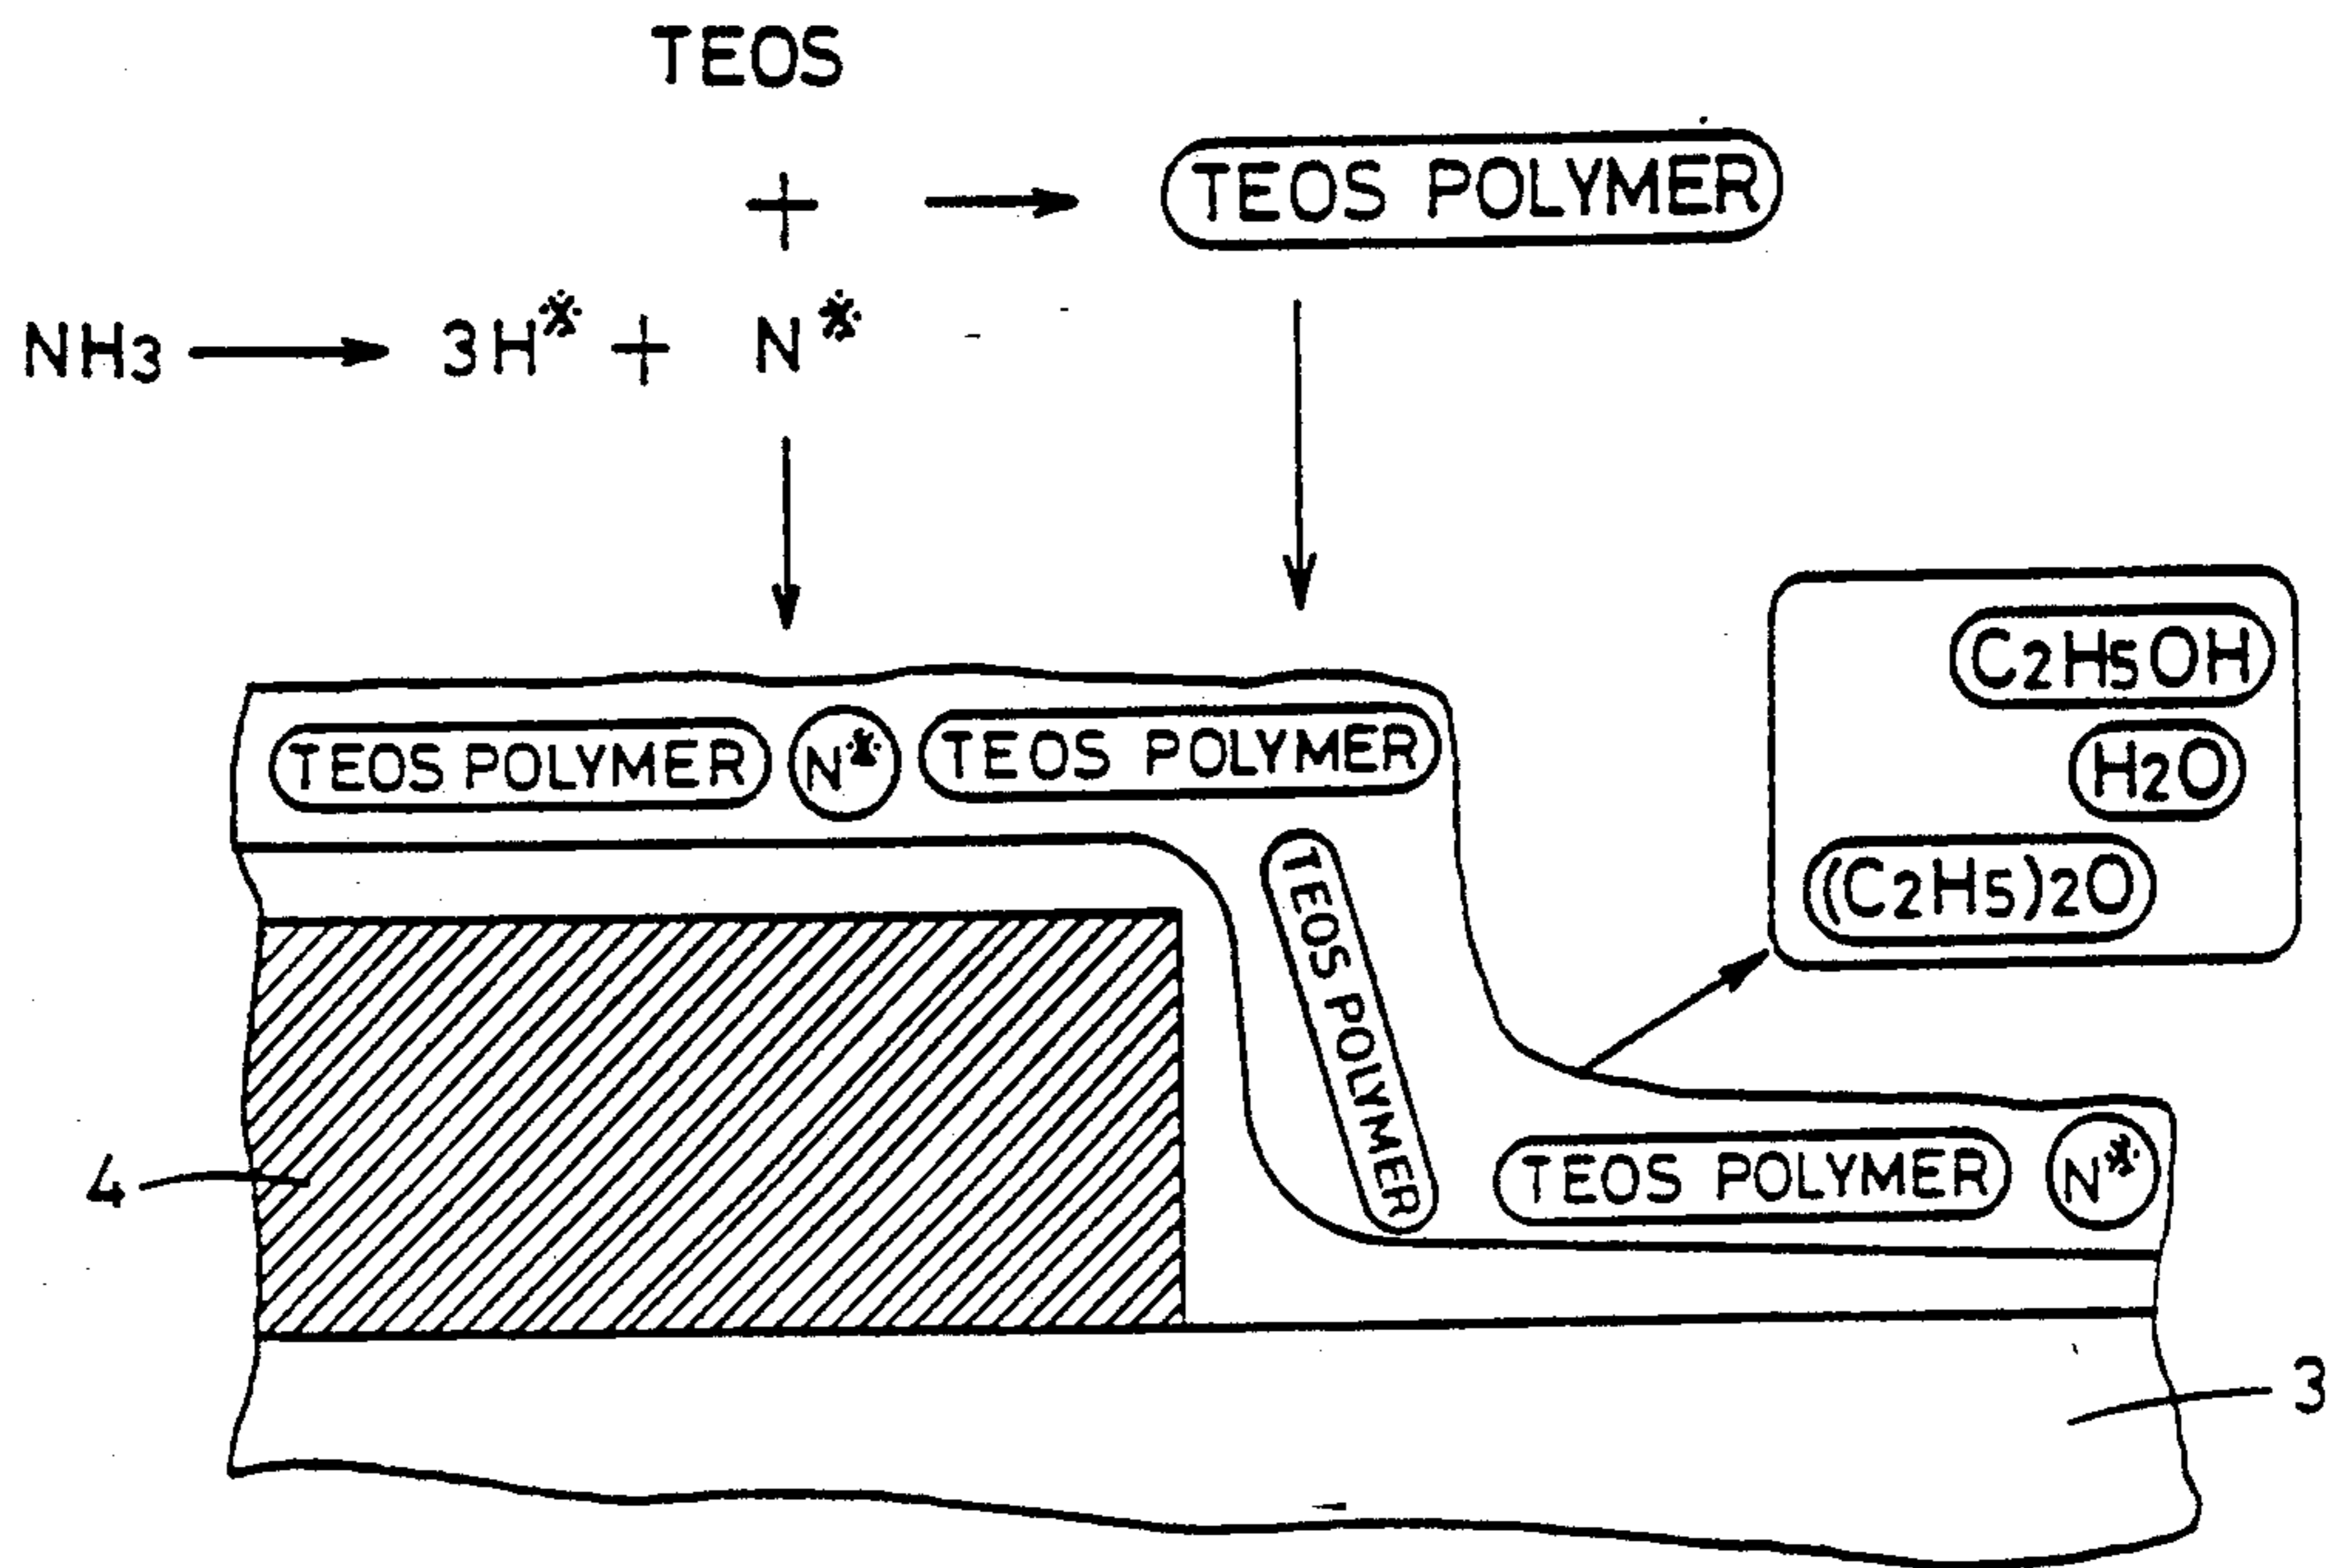 TEOS
+ → TEOS POLYMER
NH3 → 3H* + N*
C2H5OH
H2O
((C2H5)2O
TEOS POLYMER N* TEOS POLYMER
TEOS POLYMER
TEOS POLYMER N*
4
3